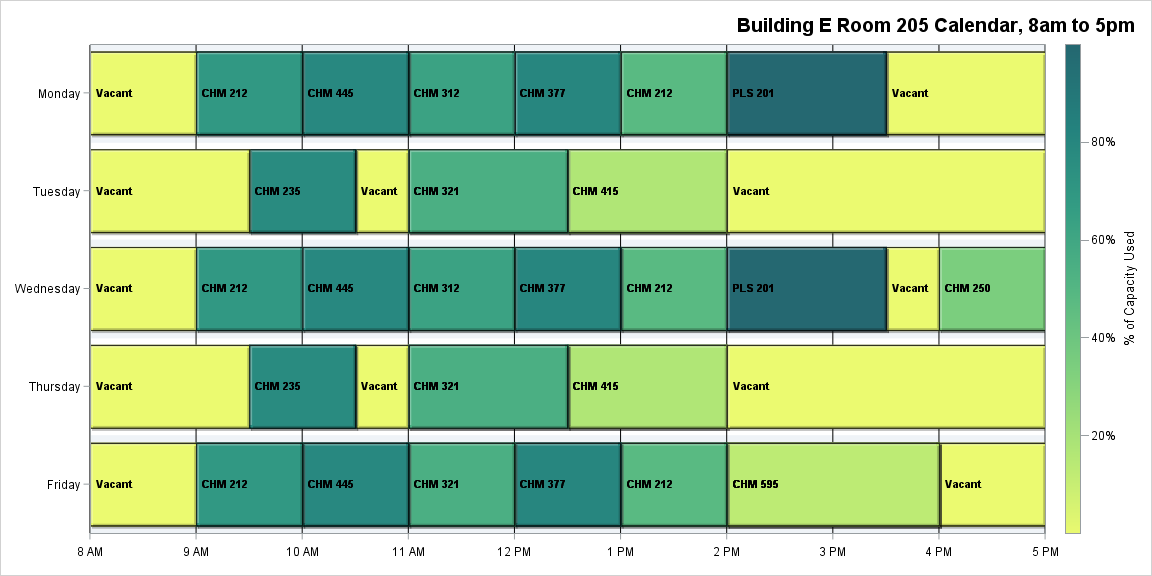 Building E Room 205 Calendar, 8am to 5pm
Monday
Vacant
CHM 212
CHM 445
CHM 312
CHM 377
CHM 212
PLS 201
Vacant
Tuesday
Vacant
CHM 235
Vacant
CHM 321
CHM 415
Vacant
Wednesday
Vacant
CHM 212
CHM 445
CHM 312
CHM 377
CHM 212
PLS 201
Vacant
CHM 250
Thursday
Vacant
CHM 235
Vacant
CHM 321
CHM 415
Vacant
Friday
Vacant
CHM 212
CHM 445
CHM 321
CHM 377
CHM 212
CHM 595
Vacant
8 AM
9 AM
10 AM
11 AM
12 PM
1 PM
2 PM
3 PM
4 PM
5 PM
80%
60%
40%
20%
% of Capacity Used